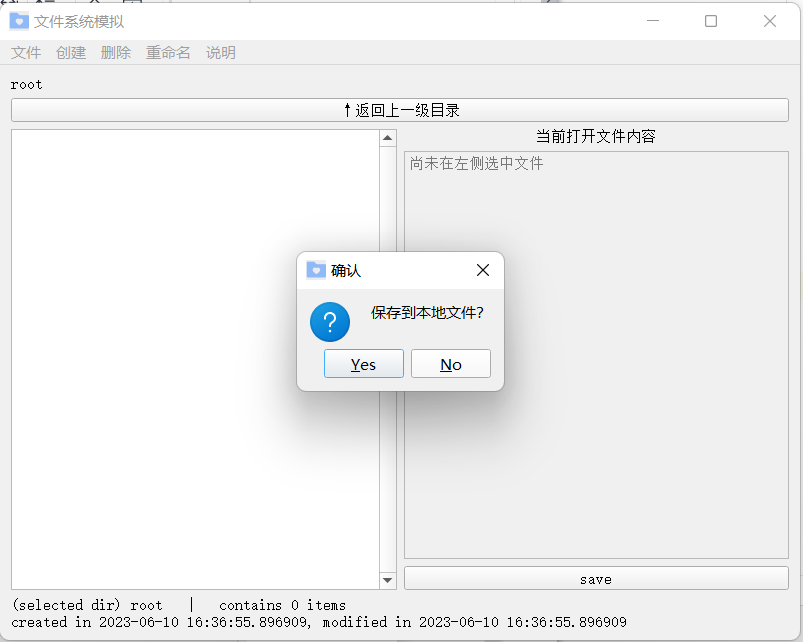 文件系统模拟
文件 创建 删除 重命名 说明
root
↑返回上一级目录
当前打开文件内容
尚未在左侧选中文件
确认
保存到本地文件?
Yes No
save
(selected dir) root | contains 0 items
created in 2023-06-10 16:36:55.896909, modified in 2023-06-10 16:36:55.896909